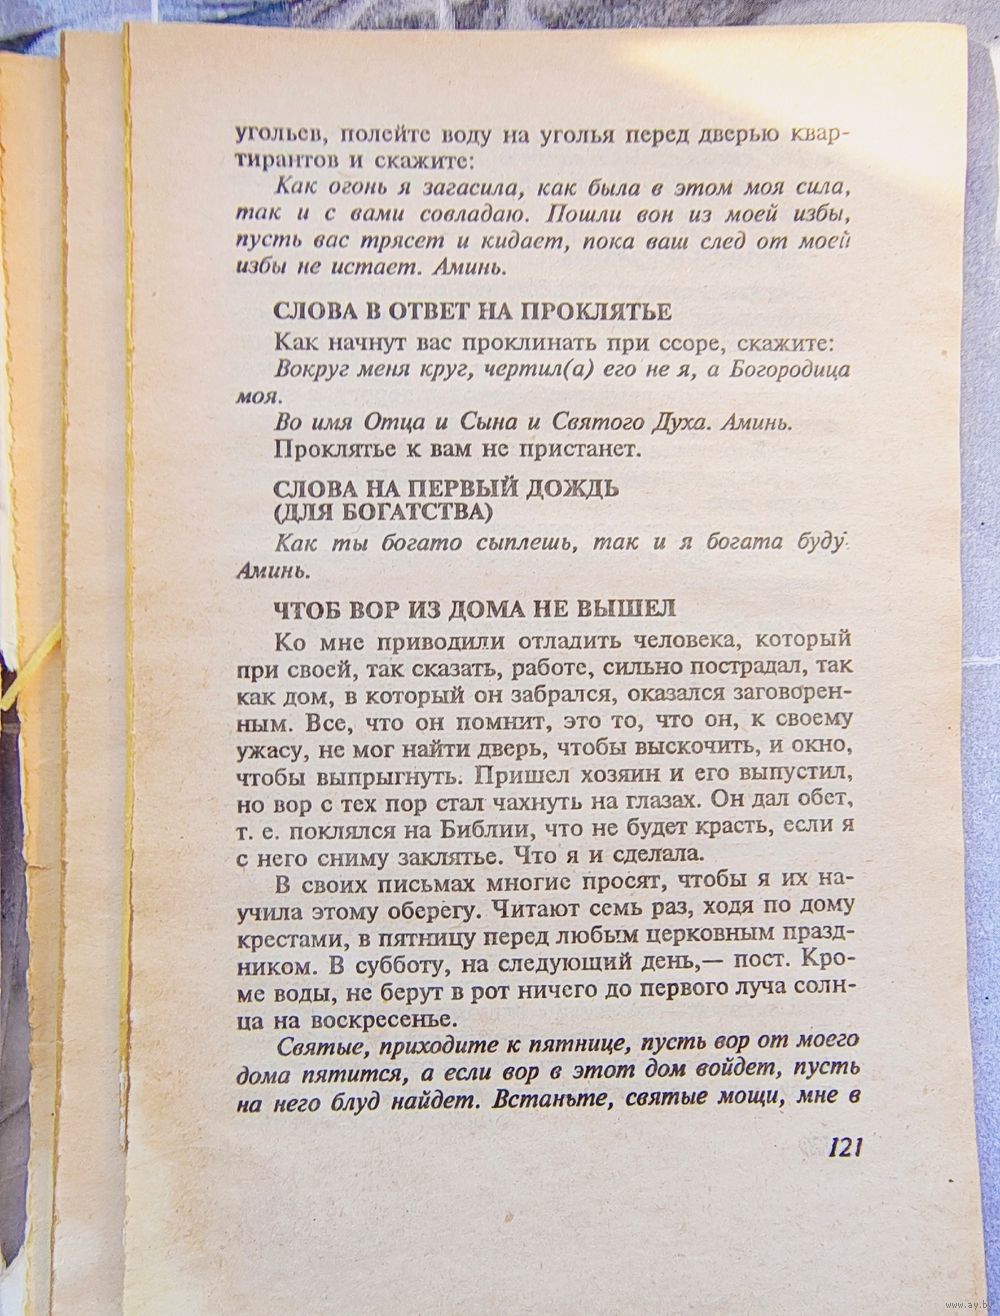 угольев, полейте воду на уголья перед дверью квар-
тирантов и скажите:
Как огонь я загасила, как была в этом моя сила,
так и с вами совладаю. Пошли вон из моей избы,
пусть вас трясет и кидает, пока ваш след от моей
избы не истает. Аминь.
СЛОВА В ОТВЕТ НА ПРОКЛЯТЬЕ
Как начнут вас проклинать при ссоре, скажите:
Вокруг меня круг, чертил(а) его не я, а Богородица
моя.
Во имя Отца и Сына и Святого Духа. Аминь.
Проклятье к вам не пристанет.
СЛОВА НА ПЕРВЫЙ ДОЖДЬ
(ДЛЯ БОГАТСТВА)
Как ты богато сыплешь, так и я богата буду.
Аминь.
ЧТОБ ВОР ИЗ ДОМА НЕ ВЫШЕЛ
Ко мне приводили отладить человека, который
при своей, так сказать, работе, сильно пострадал, так
как дом, в который он забрался, оказался заговорен-
ным. Все, что он помнит, это то, что он, к своему
ужасу, не мог найти дверь, чтобы выскочить, и окно,
чтобы выпрыгнуть. Пришел хозяин и его выпустил,
но вор с тех пор стал чахнуть на глазах. Он дал обет,
т. е. поклялся на Библии, что не будет красть, если я
с него сниму заклятье. Что я и сделала.
В своих письмах многие просят, чтобы я их на-
учила этому оберегу. Читают семь раз, ходя по дому
крестами, в пятницу перед любым церковным празд-
ником. В субботу, на следующий день,— пост. Кро-
ме воды, не берут в рот ничего до первого луча солн-
ца на воскресенье.
Святые, приходите к пятнице, пусть вор от моего
дома пятится, а если вор в этот дом войдет, пусть
на него блуд найдет. Встаньте, святые мощи, мне в
121
www.ay.by